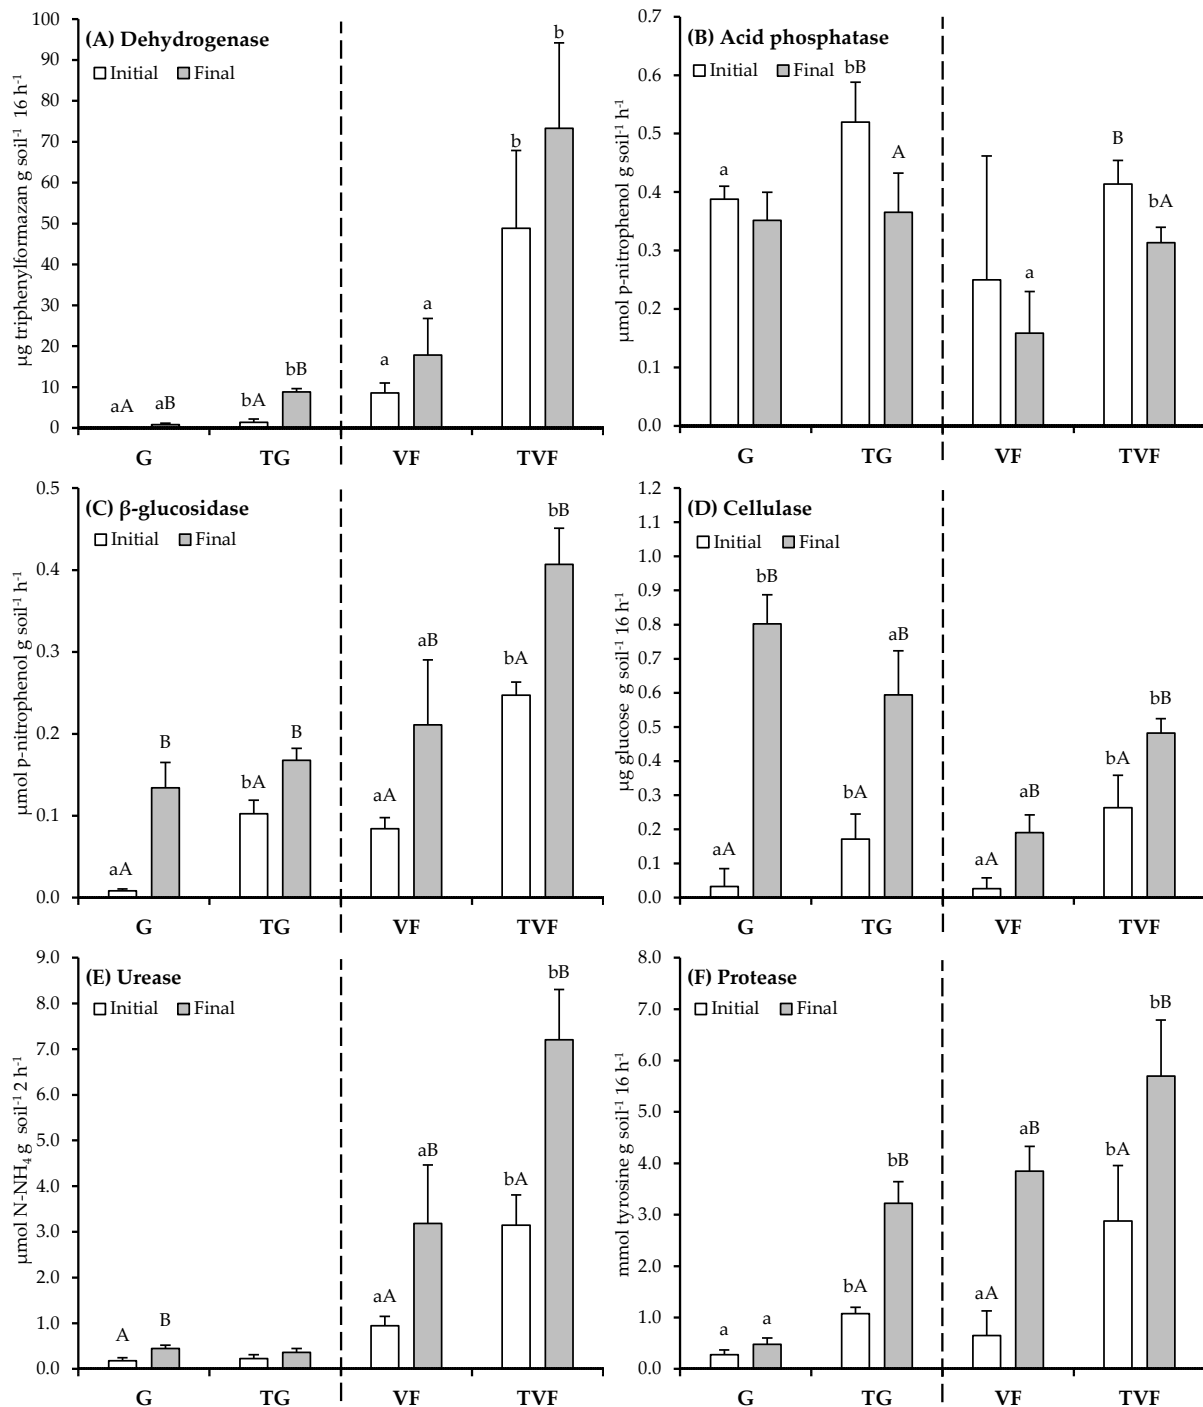 (A) Dehydrogenase
Initial Final
µg triphenylformazan g soil⁻¹ 16 h⁻¹
100
90
80
70
60
50
40
30
20
10
0
aA aB bA bB a a b b
G TG VF TVF
(B) Acid phosphatase
Initial Final
µmol p-nitrophenol g soil⁻¹ h⁻¹
0.7
0.6
0.5
0.4
0.3
0.2
0.1
0.0
a bB A a B bA
G TG VF TVF
(C) β-glucosidase
Initial Final
µmol p-nitrophenol g soil⁻¹ h⁻¹
0.5
0.4
0.3
0.2
0.1
0.0
aA B bA B aA aB bA bB
G TG VF TVF
(D) Cellulase
Initial Final
µg glucose g soil⁻¹ 16 h⁻¹
1.2
1.1
1.0
0.9
0.8
0.7
0.6
0.5
0.4
0.3
0.2
0.1
0.0
aA bB bA aB aA aB bA bB
G TG VF TVF
(E) Urease
Initial Final
µmol N-NH₄ g soil⁻¹ 2 h⁻¹
9.0
8.0
7.0
6.0
5.0
4.0
3.0
2.0
1.0
0.0
A B aA aB bA bB
G TG VF TVF
(F) Protease
Initial Final
mmol tyrosine g soil⁻¹ 16 h⁻¹
8.0
7.0
6.0
5.0
4.0
3.0
2.0
1.0
0.0
a a bA bB aA aB bA bB
G TG VF TVF